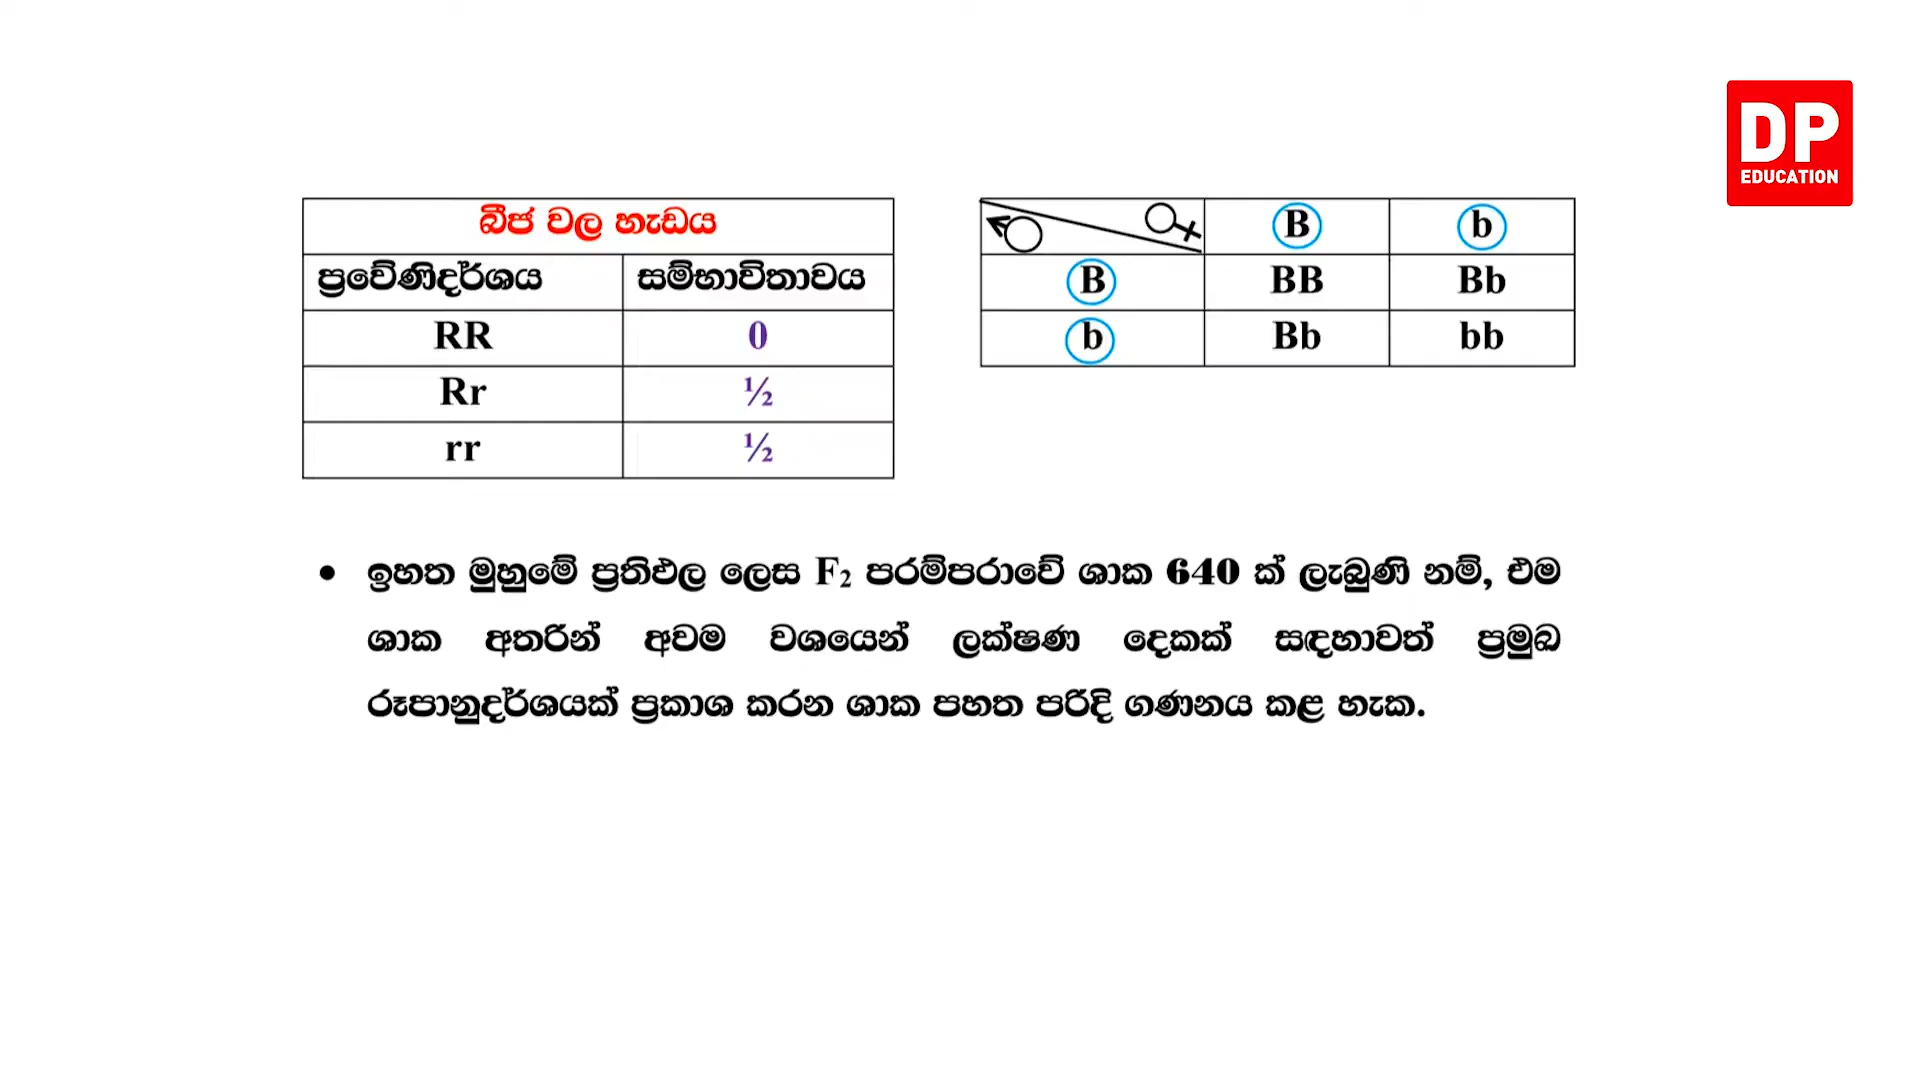 DP
EDUCATION
බීජ වල හැඩය
ප්‍රවේණිදර්ශය සම්භාවිතාවය
RR 0
Rr ½
rr ½
B b
B BB Bb
b Bb bb
• ඉහත මුහුමේ ප්‍රතිඵල ලෙස F₂ පරම්පරාවේ ශාක 640 ක් ලැබුණි නම්, එම
ශාක අතරින් අවම වශයෙන් ලක්ෂණ දෙකක් සඳහාවත් ප්‍රමුඛ
රූපානුදර්ශයක් ප්‍රකාශ කරන ශාක පහත පරිදි ගණනය කළ හැක.